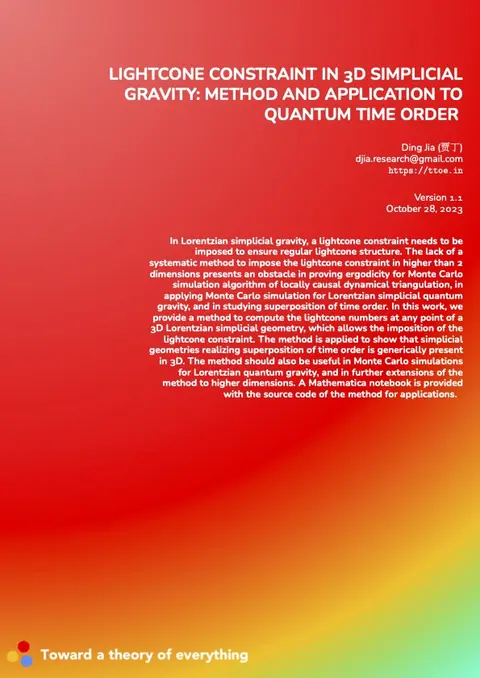 LIGHTCONE CONSTRAINT IN 3D SIMPLICIAL
GRAVITY: METHOD AND APPLICATION TO
QUANTUM TIME ORDER
Ding Jia (贾丁)
djia.research@gmail.com
https://ttoe.in
Version 1.1
October 28, 2023
In Lorentzian simplicial gravity, a lightcone constraint needs to be
imposed to ensure regular lightcone structure. The lack of a
systematic method to impose the lightcone constraint in higher than 2
dimensions presents an obstacle in proving ergodicity for Monte Carlo
simulation algorithm of locally causal dynamical triangulation, in
applying Monte Carlo simulation for Lorentzian simplicial quantum
gravity, and in studying superposition of time order. In this work, we
provide a method to compute the lightcone numbers at any point of a
3D Lorentzian simplicial geometry, which allows the imposition of the
lightcone constraint. The method is applied to show that simplicial
geometries realizing superposition of time order is generically present
in 3D. The method should also be useful in Monte Carlo simulations
for Lorentzian quantum gravity, and in further extensions of the
method to higher dimensions. A Mathematica notebook is provided
with the source code of the method for applications.
Toward a theory of everything